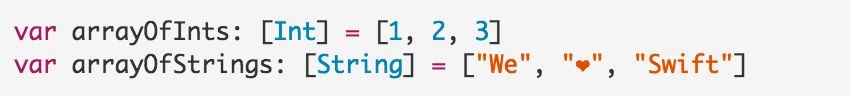 var arrayOfInts: [Int] = [1, 2, 3]
var arrayOfStrings: [String] = ["We", "❤", "Swift"]